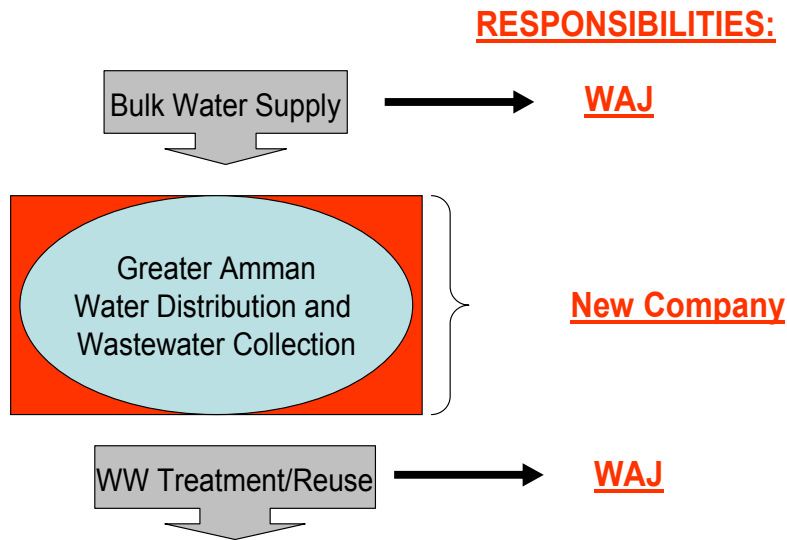 RESPONSIBILITIES:
Bulk Water Supply
WAJ
Greater Amman
Water Distribution and
Wastewater Collection
New Company
WW Treatment/Reuse
WAJ